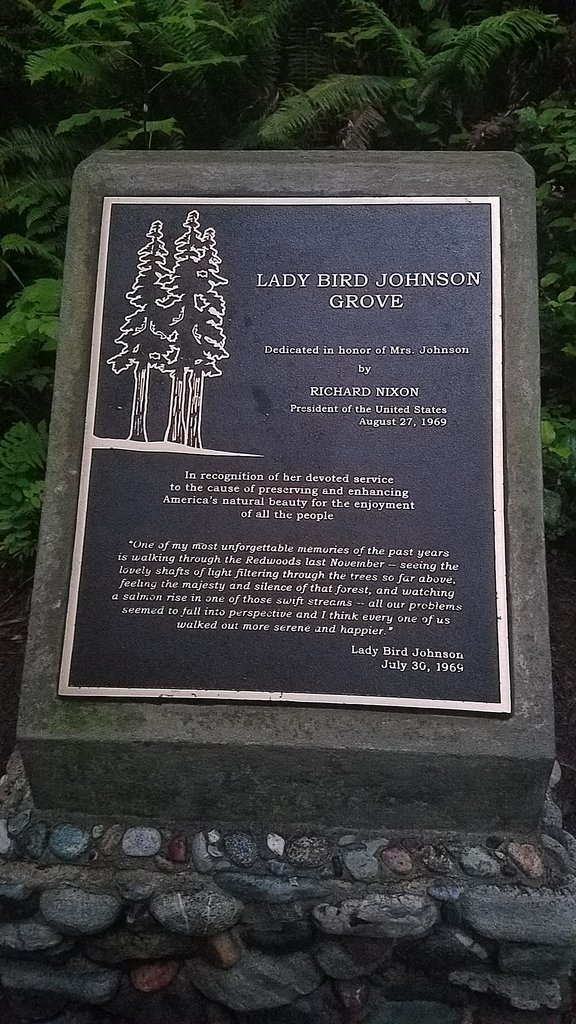 LADY BIRD JOHNSON
GROVE
Dedicated in honor of Mrs. Johnson
by
RICHARD NIXON
President of the United States
August 27, 1969
In recognition of her devoted service
to the cause of preserving and enhancing
America's natural beauty for the enjoyment
of all the people
"One of my most unforgettable memories of the past years
is walking through the Redwoods last November -- seeing the
lovely shafts of light filtering through the trees so far above,
feeling the majesty and silence of that forest, and watching
a salmon rise in one of those swift streams -- all our problems
seemed to fall into perspective and I think every one of us
walked out more serene and happier."
Lady Bird Johnson
July 30, 1969